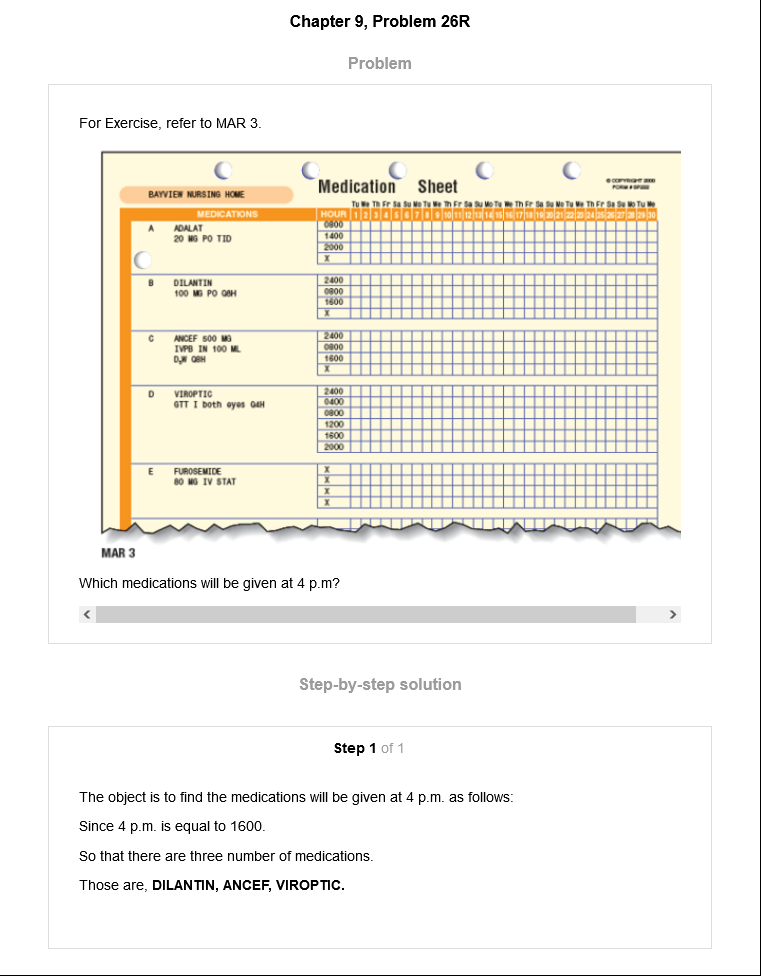 Chapter 9, Problem 26R
Problem
For Exercise, refer to MAR 3.
Medication Sheet
© COPYRIGHT 2000
BAYVIEW NURSING HOME
Tu We Th Fr Sa Su Mo Tu We Th Fr Sa Su Mo Tu We Th Fr Sa Su Mo Tu We Th Fr Sa Su Mo Tu We
MEDICATIONS HOUR 1 2 3 4 5 6 7 8 9 10 11 12 13 14 15 16 17 18 19 20 21 22 23 24 25 26 27 28 29 30
A ADALAT 0800
20 MG PO TID 1400
2000
X
B DILANTIN 2400
100 MG PO Q8H 0800
1600
X
C ANCEF 500 MG 2400
IVPB IN 100 ML 0800
D₅W Q8H 1600
X
D VIROPTIC 2400
GTT I both eyes Q4H 0400
0800
1200
1600
2000
E FUROSEMIDE X
80 MG IV STAT X
X
X
MAR 3
Which medications will be given at 4 p.m?
Step-by-step solution
Step 1 of 1
The object is to find the medications will be given at 4 p.m. as follows:
Since 4 p.m. is equal to 1600.
So that there are three number of medications.
Those are, DILANTIN, ANCEF, VIROPTIC.